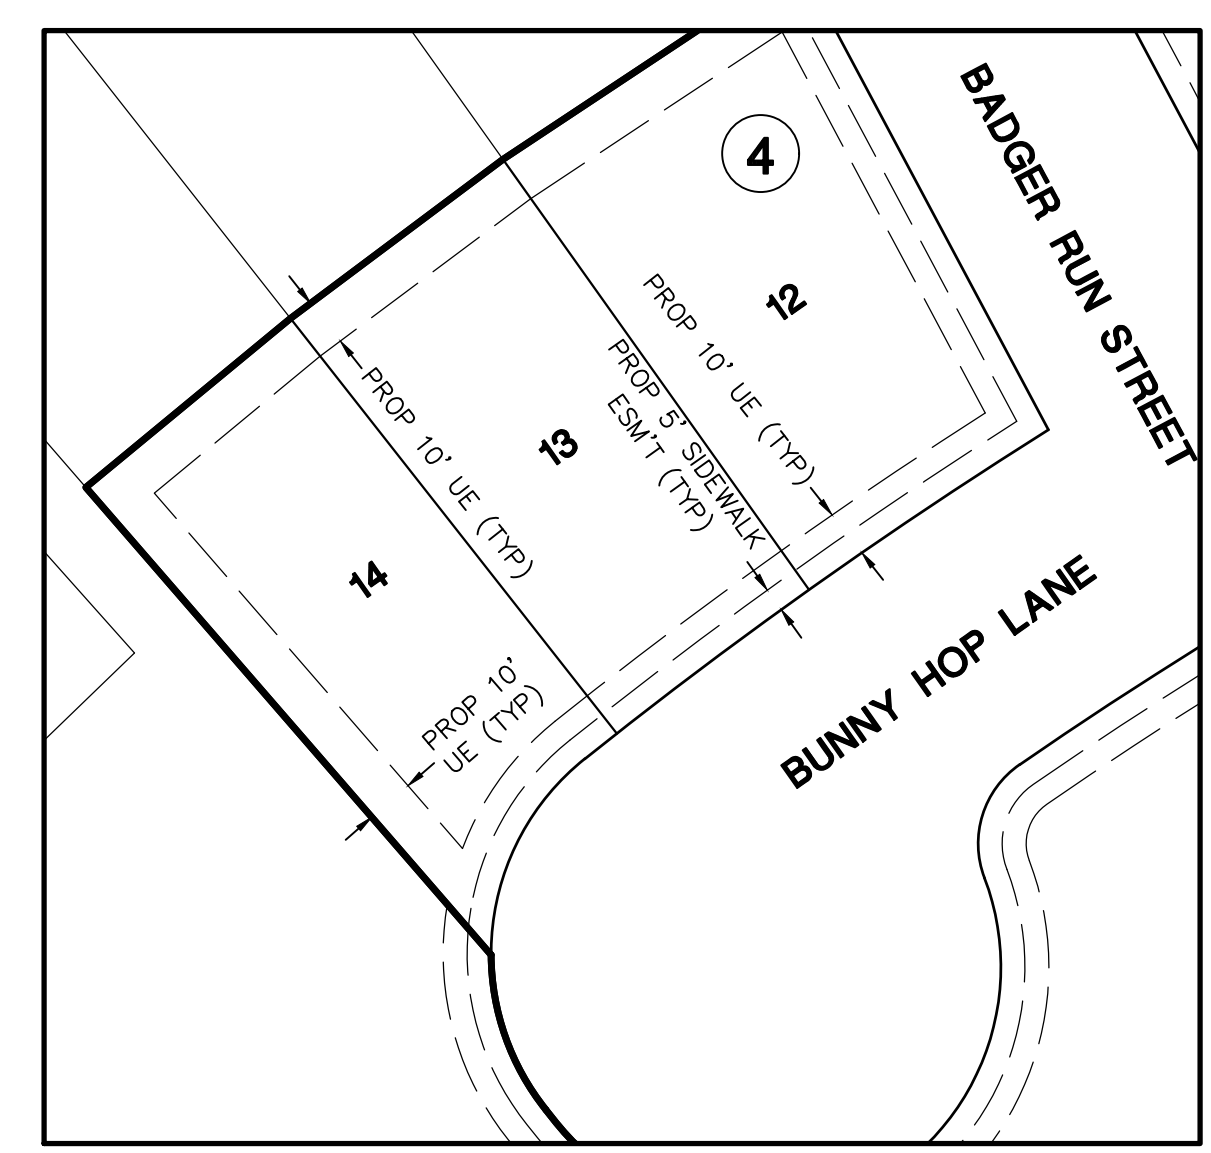 4
BADGER RUN STREET
12
PROP 10' UE (TYP)
PROP 5' SIDEWALK
ESM'T (TYP)
13
PROP 10' UE (TYP)
14
PROP 10'
UE (TYP)
BUNNY HOP LANE